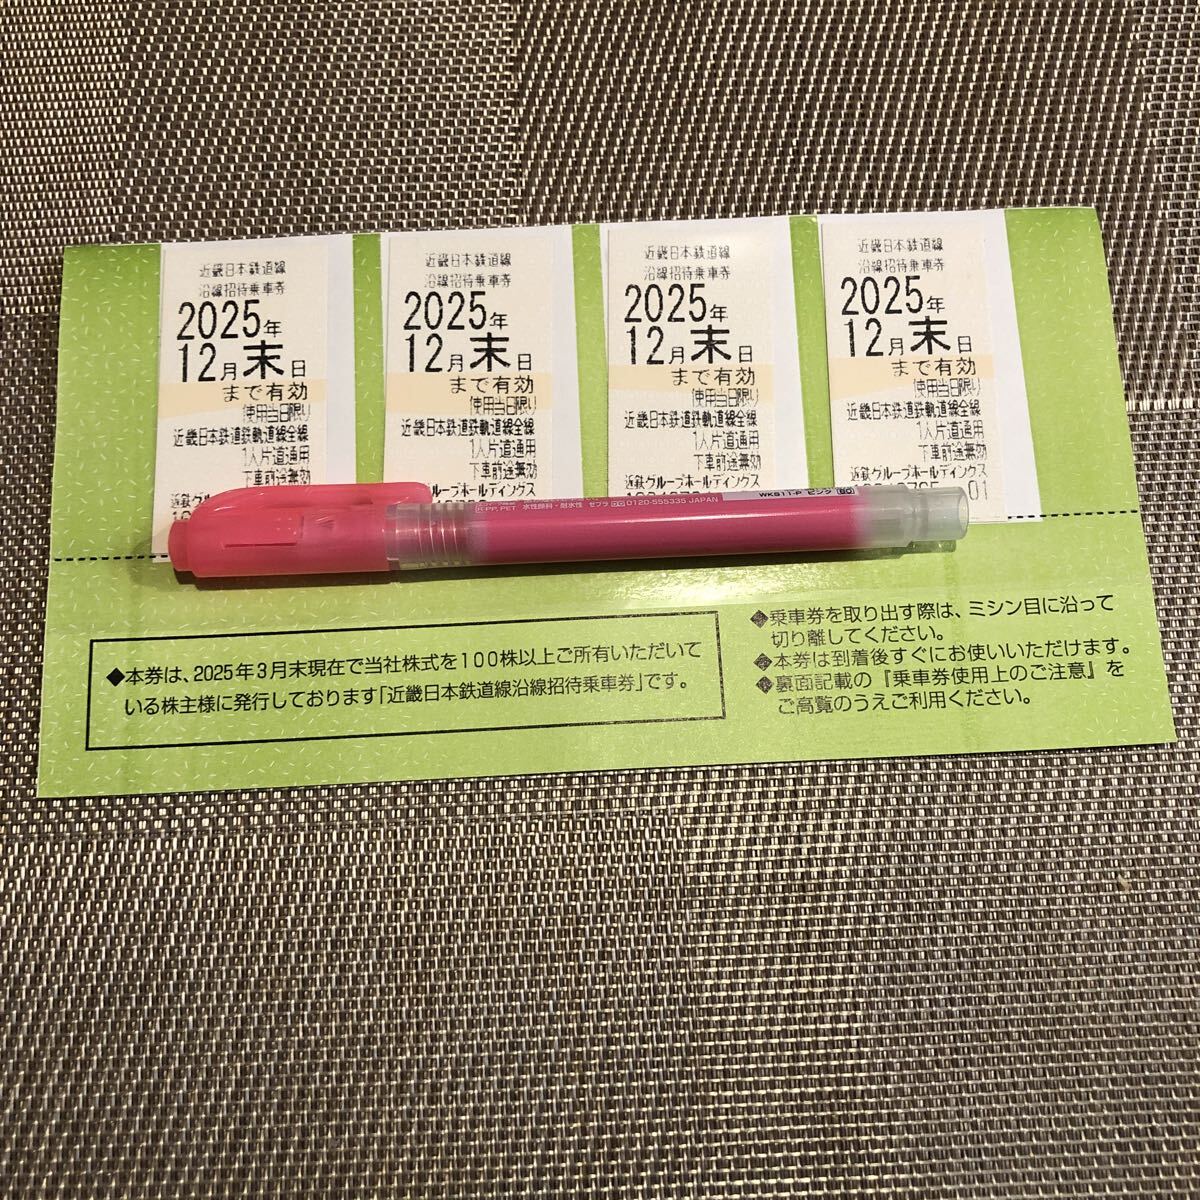 近畿日本鉄道線
沿線招待乗車券
2025年
12月末日
まで有効
使用当日限り
近畿日本鉄道鉄軌道線全線
1人片道通用
下車前途無効
近鉄グループホールディングス
近畿日本鉄道線
沿線招待乗車券
2025年
12月末日
まで有効
使用当日限り
近畿日本鉄道鉄軌道線全線
1人片道通用
下車前途無効
グループホールディングス
近畿日本鉄道線
沿線招待乗車券
2025年
12月末日
まで有効
使用当日限り
近畿日本鉄道鉄軌道線全線
1人片道通用
下車前途無効
近鉄グループホールディングス
近畿日本鉄道線
沿線招待乗車券
2025年
12月末日
まで有効
使用当日限り
近畿日本鉄道鉄軌道線全線
1人片道通用
下車前途無効
近鉄グループホールディングス
01
PP, PET 水性顔料・耐水性 ゼブラ 0120-555335 JAPAN
WKS11-P ピンク
◆本券は、2025年3月末現在で当社株式を100株以上ご所有いただいて
いる株主様に発行しております「近畿日本鉄道線沿線招待乗車券」です。
◆乗車券を取り出す際は、ミシン目に沿って
切り離してください。
◆本券は到着後すぐにお使いいただけます。
◆裏面記載の『乗車券使用上のご注意』を
ご高覧のうえご利用ください。